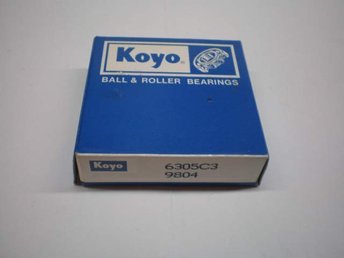 Koyo
BALL & ROLLER BEARINGS
Koyo
6305C3
9804